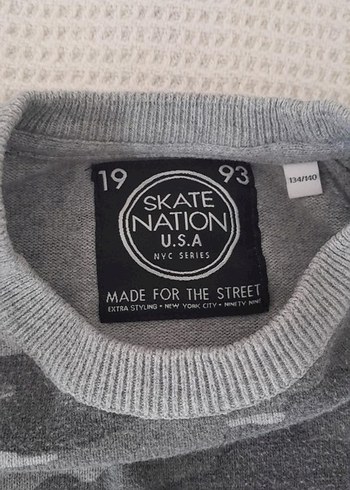 19 93
SKATE
NATION
U.S.A
NYC SERIES
MADE FOR THE STREET
EXTRA STYLING • NEW YORK CITY • NINETY NINE
134/140